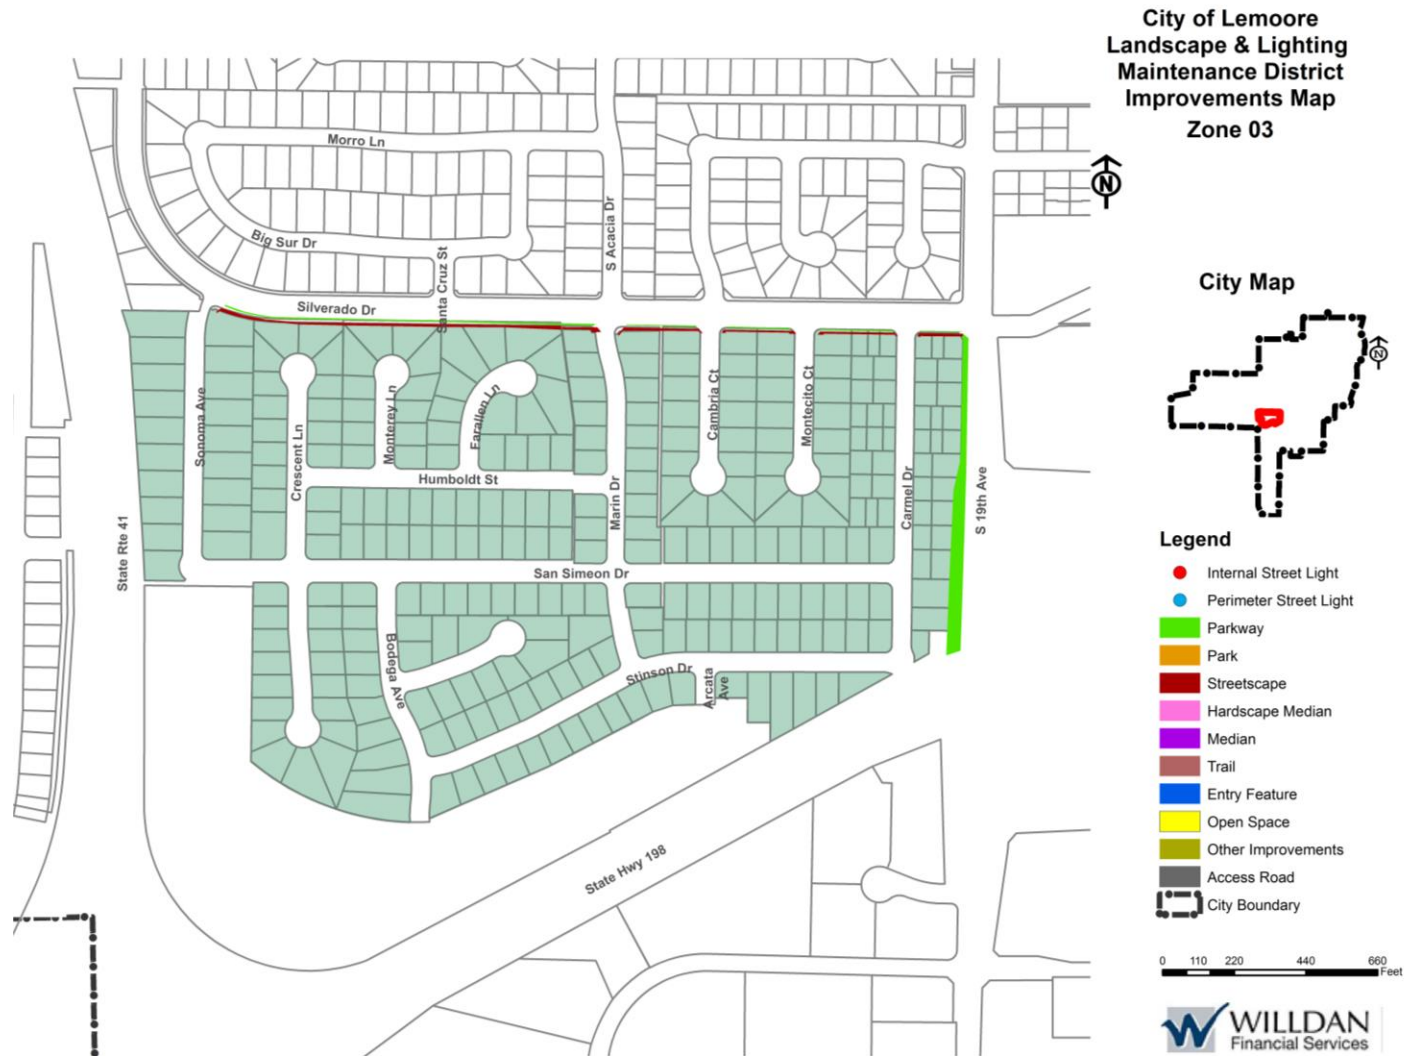 City of Lemoore
Landscape & Lighting
Maintenance District
Improvements Map
Zone 03
N
Morro Ln
Big Sur Dr
Santa Cruz St
S Acacia Dr
Silverado Dr
City Map
N
Sonoma Ave
Crescent Ln
Monterey Ln
Farallen Ln
Cambria Ct
Montecito Ct
Humboldt St
Marin Dr
Carmel Dr
S 19th Ave
State Rte 41
San Simeon Dr
Bodega Ave
Stinson Dr
Arcata
Ave
State Hwy 198
Legend
Internal Street Light
Perimeter Street Light
Parkway
Park
Streetscape
Hardscape Median
Median
Trail
Entry Feature
Open Space
Other Improvements
Access Road
City Boundary
0 110 220 440 660
Feet
W WILLDAN
Financial Services